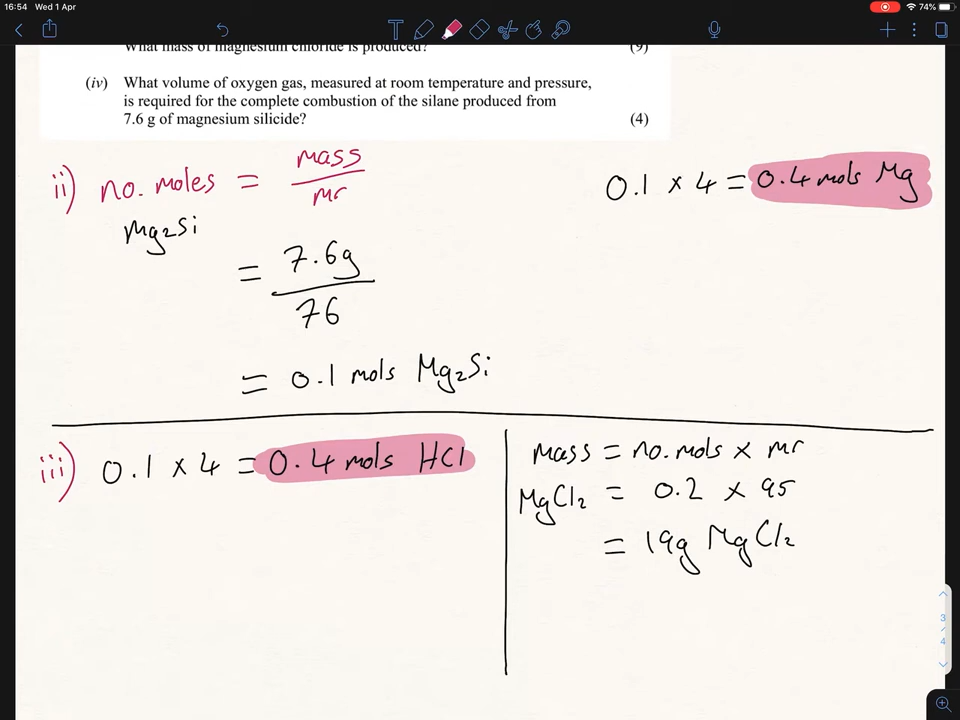 16:54 Wed 1 Apr
74%
What mass of magnesium chloride is produced? (9)
(iv) What volume of oxygen gas, measured at room temperature and pressure,
is required for the complete combustion of the silane produced from
7.6 g of magnesium silicide? (4)
ii) no. moles = mass / mr
Mg₂Si
= 7.6g / 76
= 0.1 mols Mg₂Si
0.1 × 4 = 0.4 mols Mg
iii) 0.1 × 4 = 0.4 mols HCl
mass = no. mols × mr
MgCl₂ = 0.2 × 95
= 19g MgCl₂
3
4